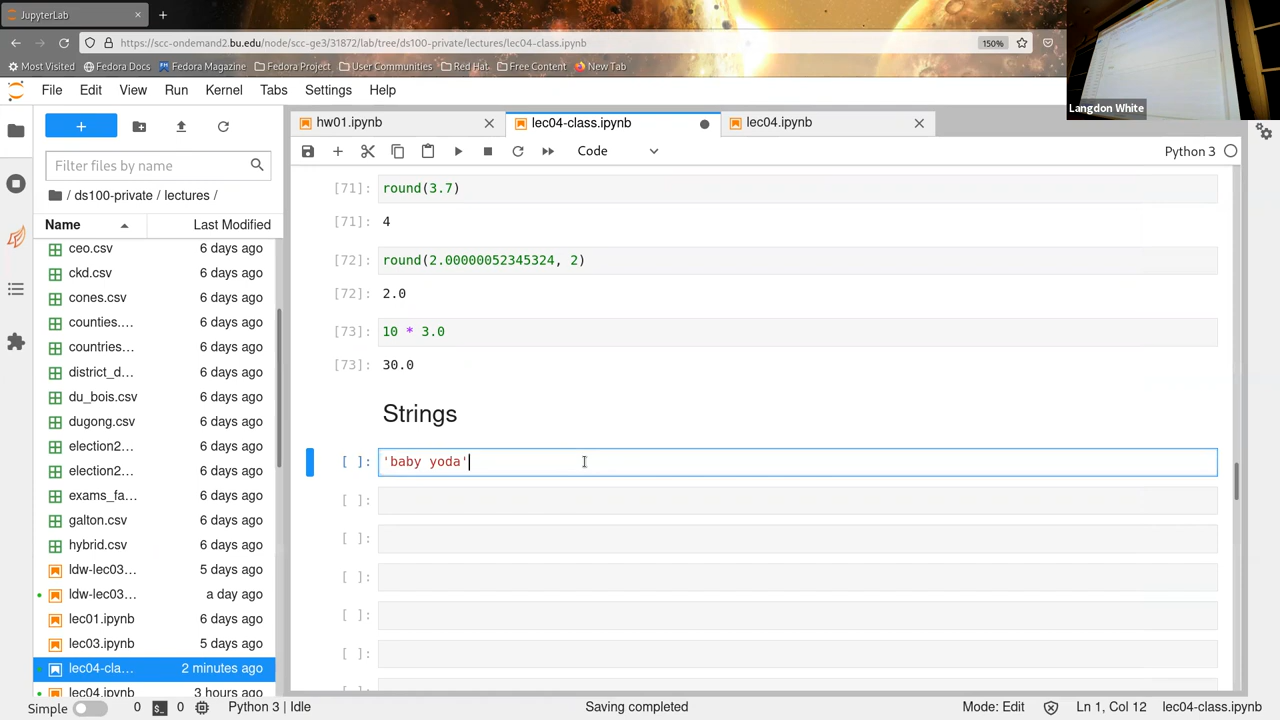 JupyterLab
https://scc-ondemand2.bu.edu/node/scc-ge3/31872/lab/tree/ds100-private/lectures/lec04-class.ipynb
150%
Most Visited
Fedora Docs
Fedora Magazine
Fedora Project
User Communities
Red Hat
Free Content
New Tab
Langdon White
File Edit View Run Kernel Tabs Settings Help
hw01.ipynb
lec04-class.ipynb
lec04.ipynb
Code
Python 3
Filter files by name
/ ds100-private / lectures /
Name Last Modified
ceo.csv 6 days ago
ckd.csv 6 days ago
cones.csv 6 days ago
counties.... 6 days ago
countries... 6 days ago
district_d... 6 days ago
du_bois.csv 6 days ago
dugong.csv 6 days ago
election2... 6 days ago
election2... 6 days ago
exams_fa... 6 days ago
galton.csv 6 days ago
hybrid.csv 6 days ago
ldw-lec03... 5 days ago
ldw-lec03... a day ago
lec01.ipynb 6 days ago
lec03.ipynb 5 days ago
lec04-cla... 2 minutes ago
lec04.ipynb 3 hours ago
[71]: round(3.7)
[71]: 4
[72]: round(2.00000052345324, 2)
[72]: 2.0
[73]: 10 * 3.0
[73]: 30.0
Strings
[ ]: 'baby yoda'
[ ]:
[ ]:
[ ]:
[ ]:
[ ]:
Simple 0 $_ 0 Python 3 | Idle Saving completed Mode: Edit Ln 1, Col 12 lec04-class.ipynb